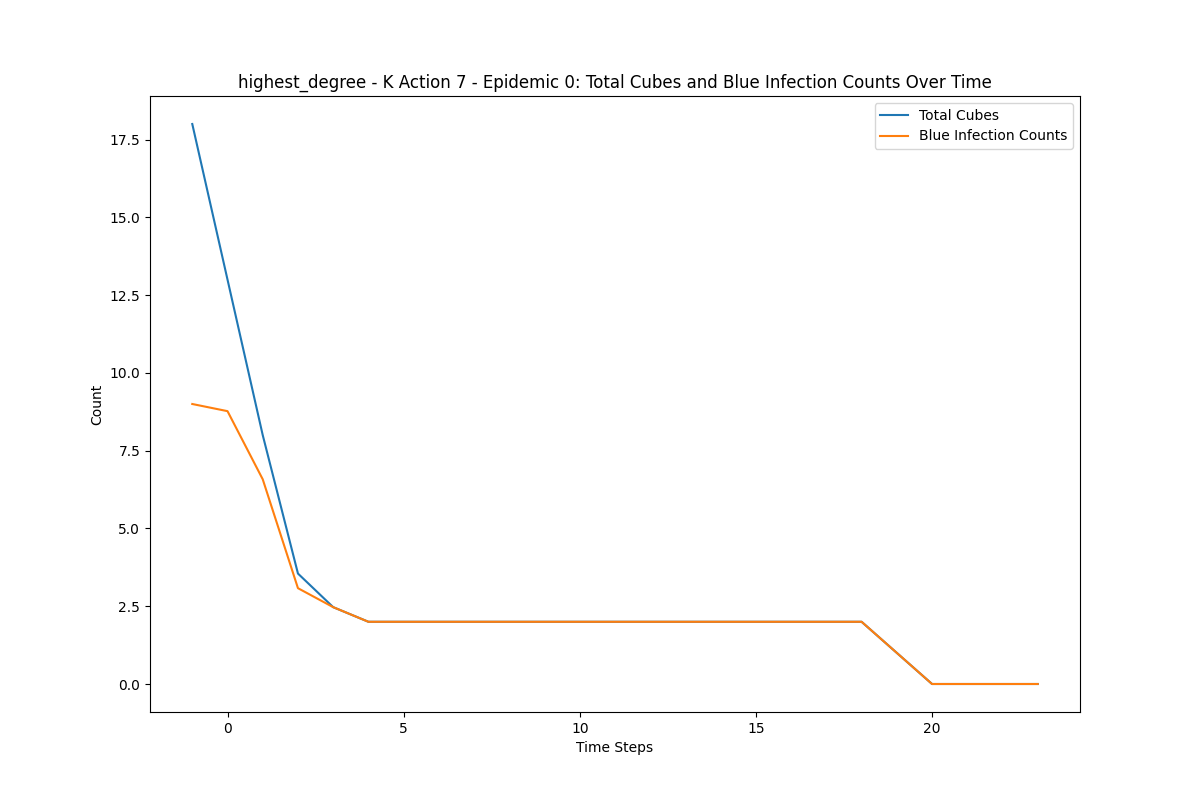 highest_degree - K Action 7 - Epidemic 0: Total Cubes and Blue Infection Counts Over Time
Total Cubes
Blue Infection Counts
17.5
15.0
12.5
10.0
7.5
5.0
2.5
0.0
Count
0 5 10 15 20
Time Steps